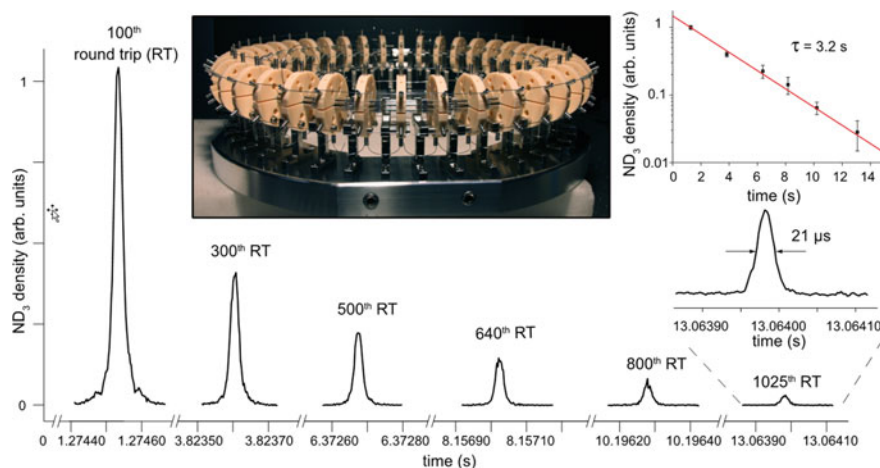 100th
round trip (RT)
1
ND3 density (arb. units)
0
300th RT
500th RT
640th RT
800th RT
1025th RT
0
1.27440
1.27460
3.82350
3.82370
6.37260
6.37280
8.15690
8.15710
10.19628
10.19640
13.06390
13.06410
time (s)
1
ND3 density (arb. units)
0.1
0.01
τ = 3.2 s
0
2
4
6
8
10
12
14
time (s)
21 µs
13.06390
13.06400
13.06410
time (s)